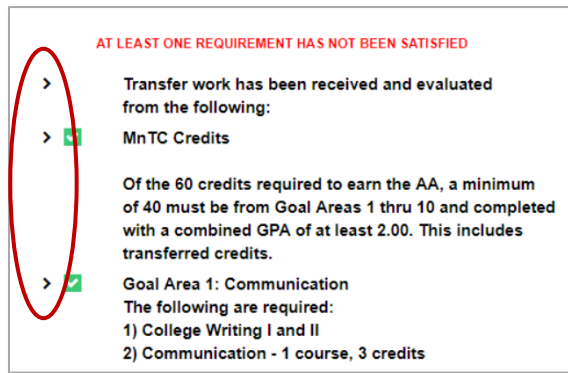 AT LEAST ONE REQUIREMENT HAS NOT BEEN SATISFIED
Transfer work has been received and evaluated
from the following:
MnTC Credits
Of the 60 credits required to earn the AA, a minimum
of 40 must be from Goal Areas 1 thru 10 and completed
with a combined GPA of at least 2.00. This includes
transferred credits.
Goal Area 1: Communication
The following are required:
1) College Writing I and II
2) Communication - 1 course, 3 credits